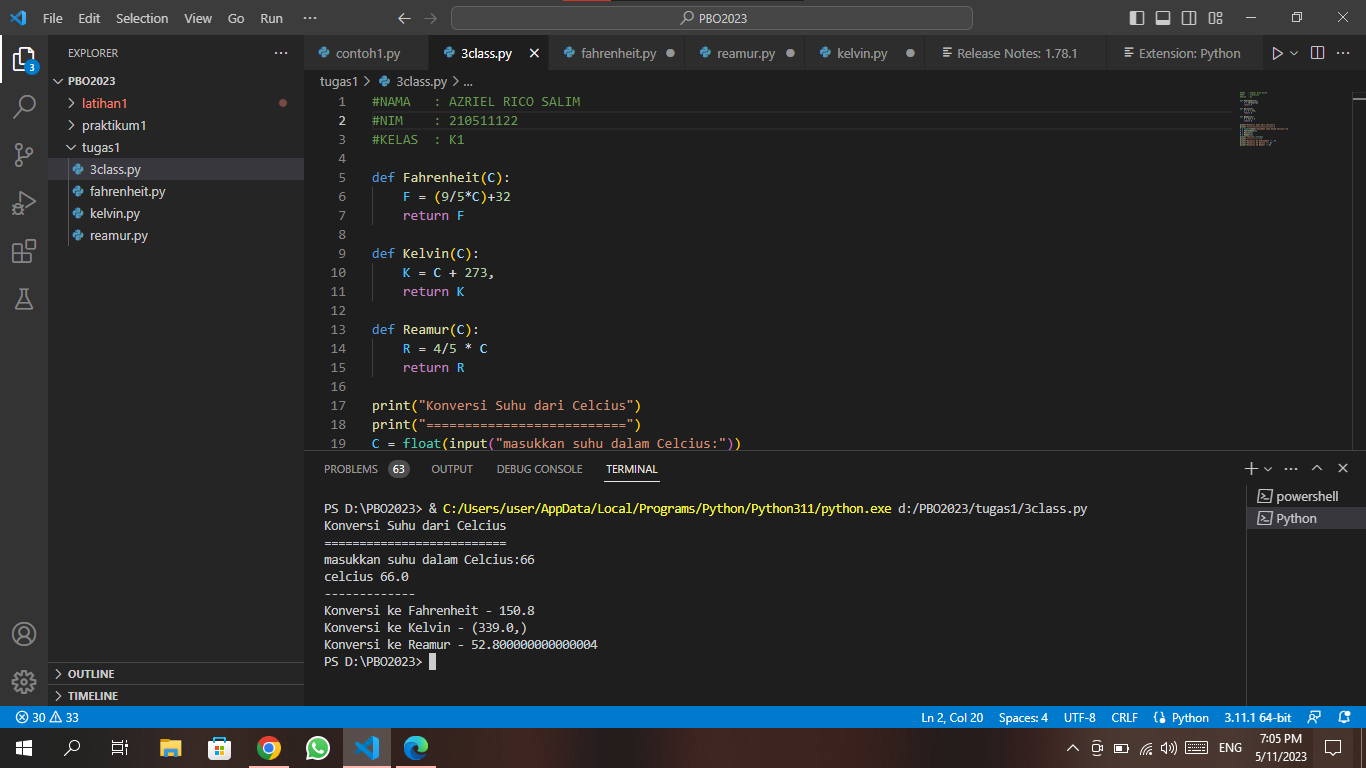 File Edit Selection View Go Run ··· PBO2023
EXPLORER ···
PBO2023
latihan1
praktikum1
tugas1
3class.py
fahrenheit.py
kelvin.py
reamur.py
OUTLINE
TIMELINE
3
contoh1.py 3class.py fahrenheit.py reamur.py kelvin.py Release Notes: 1.78.1 Extension: Python
tugas1 > 3class.py > ...
1 #NAMA   : AZRIEL RICO SALIM
2 #NIM    : 210511122
3 #KELAS  : K1
4
5 def Fahrenheit(C):
6     F = (9/5*C)+32
7     return F
8
9 def Kelvin(C):
10     K = C + 273,
11     return K
12
13 def Reamur(C):
14     R = 4/5 * C
15     return R
16
17 print("Konversi Suhu dari Celcius")
18 print("==========================")
19 C = float(input("masukkan suhu dalam Celcius:"))
PROBLEMS 63 OUTPUT DEBUG CONSOLE TERMINAL
PS D:\PBO2023> & C:/Users/user/AppData/Local/Programs/Python/Python311/python.exe d:/PBO2023/tugas1/3class.py
Konversi Suhu dari Celcius
==========================
masukkan suhu dalam Celcius:66
celcius 66.0
-------------
Konversi ke Fahrenheit - 150.8
Konversi ke Kelvin - (339.0,)
Konversi ke Reamur - 52.800000000000004
PS D:\PBO2023>
powershell
Python
30 33 Ln 2, Col 20 Spaces: 4 UTF-8 CRLF Python 3.11.1 64-bit
ENG
7:05 PM
5/11/2023